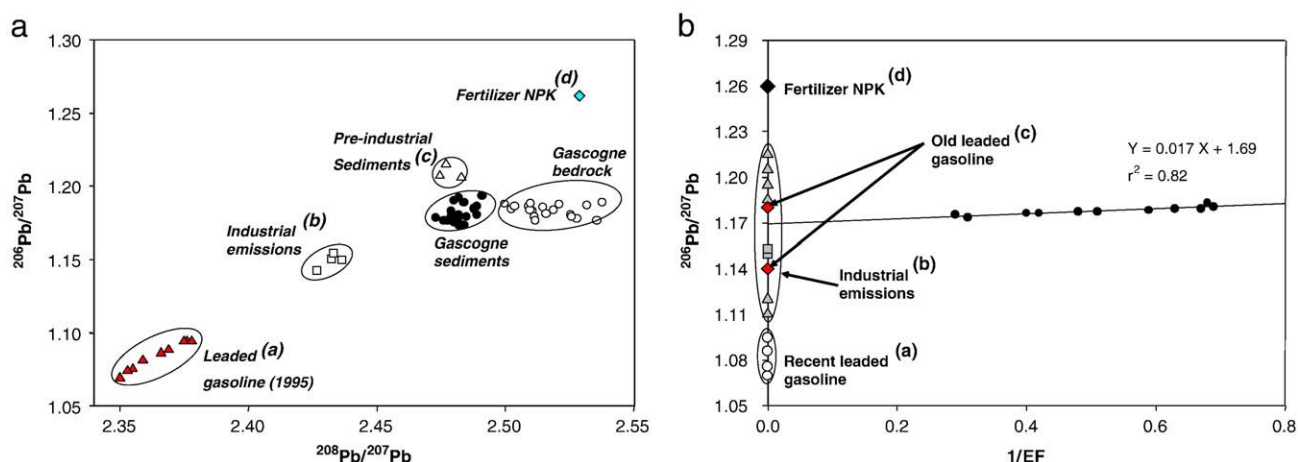 a
1.30
1.25
1.20
1.15
1.10
1.05
206Pb/207Pb
2.35
2.40
2.45
2.50
2.55
208Pb/207Pb
Fertilizer NPK (d)
Pre-industrial
Sediments (c)
Gascogne
bedrock
Industrial (b)
emissions
Gascogne
sediments
Leaded (a)
gasoline (1995)
b
1.29
1.26
1.23
1.20
1.17
1.14
1.11
1.08
1.05
206Pb/207Pb
0.0
0.2
0.4
0.6
0.8
1/EF
Fertilizer NPK (d)
Old leaded (c)
gasoline
Y = 0.017 X + 1.69
r2 = 0.82
Industrial (b)
emissions
Recent leaded (a)
gasoline